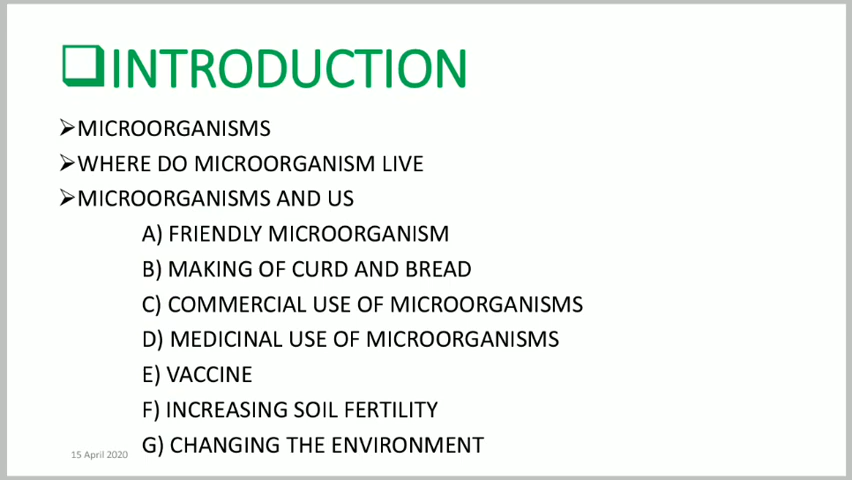 INTRODUCTION
MICROORGANISMS
WHERE DO MICROORGANISM LIVE
MICROORGANISMS AND US
A) FRIENDLY MICROORGANISM
B) MAKING OF CURD AND BREAD
C) COMMERCIAL USE OF MICROORGANISMS
D) MEDICINAL USE OF MICROORGANISMS
E) VACCINE
F) INCREASING SOIL FERTILITY
G) CHANGING THE ENVIRONMENT
15 April 2020